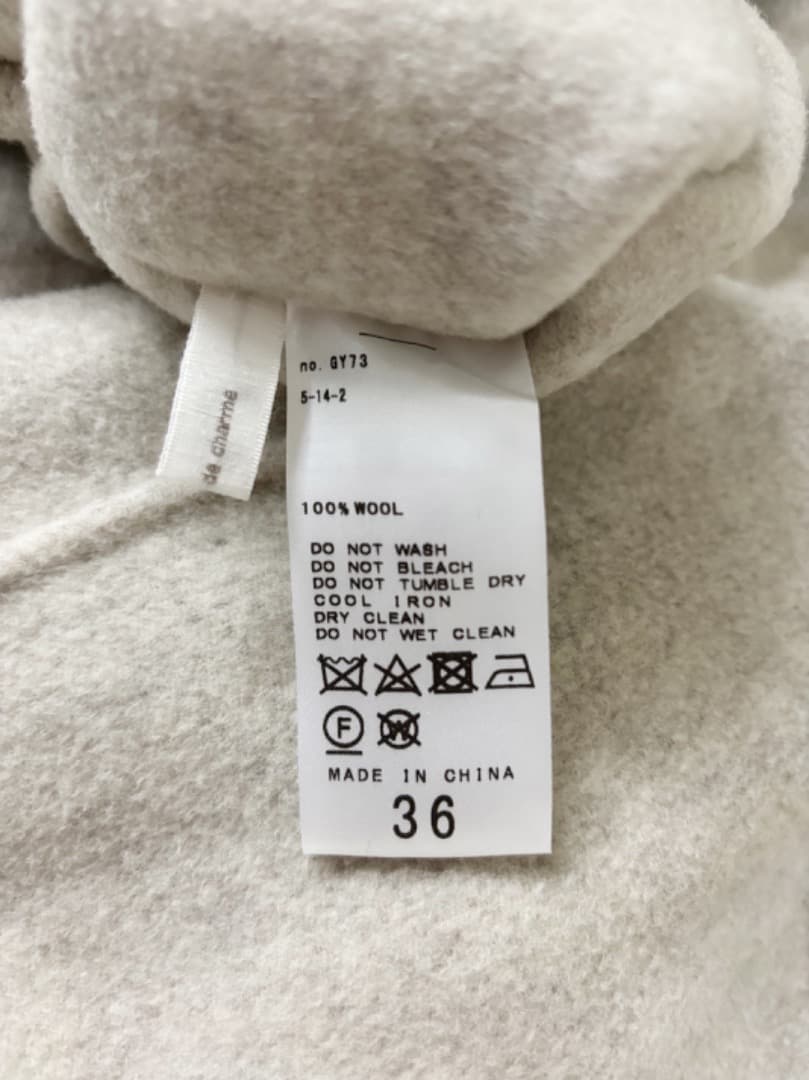 no. GY73
5-14-2
de charme
100% WOOL
DO NOT WASH
DO NOT BLEACH
DO NOT TUMBLE DRY
COOL IRON
DRY CLEAN
DO NOT WET CLEAN
F W
MADE IN CHINA
36